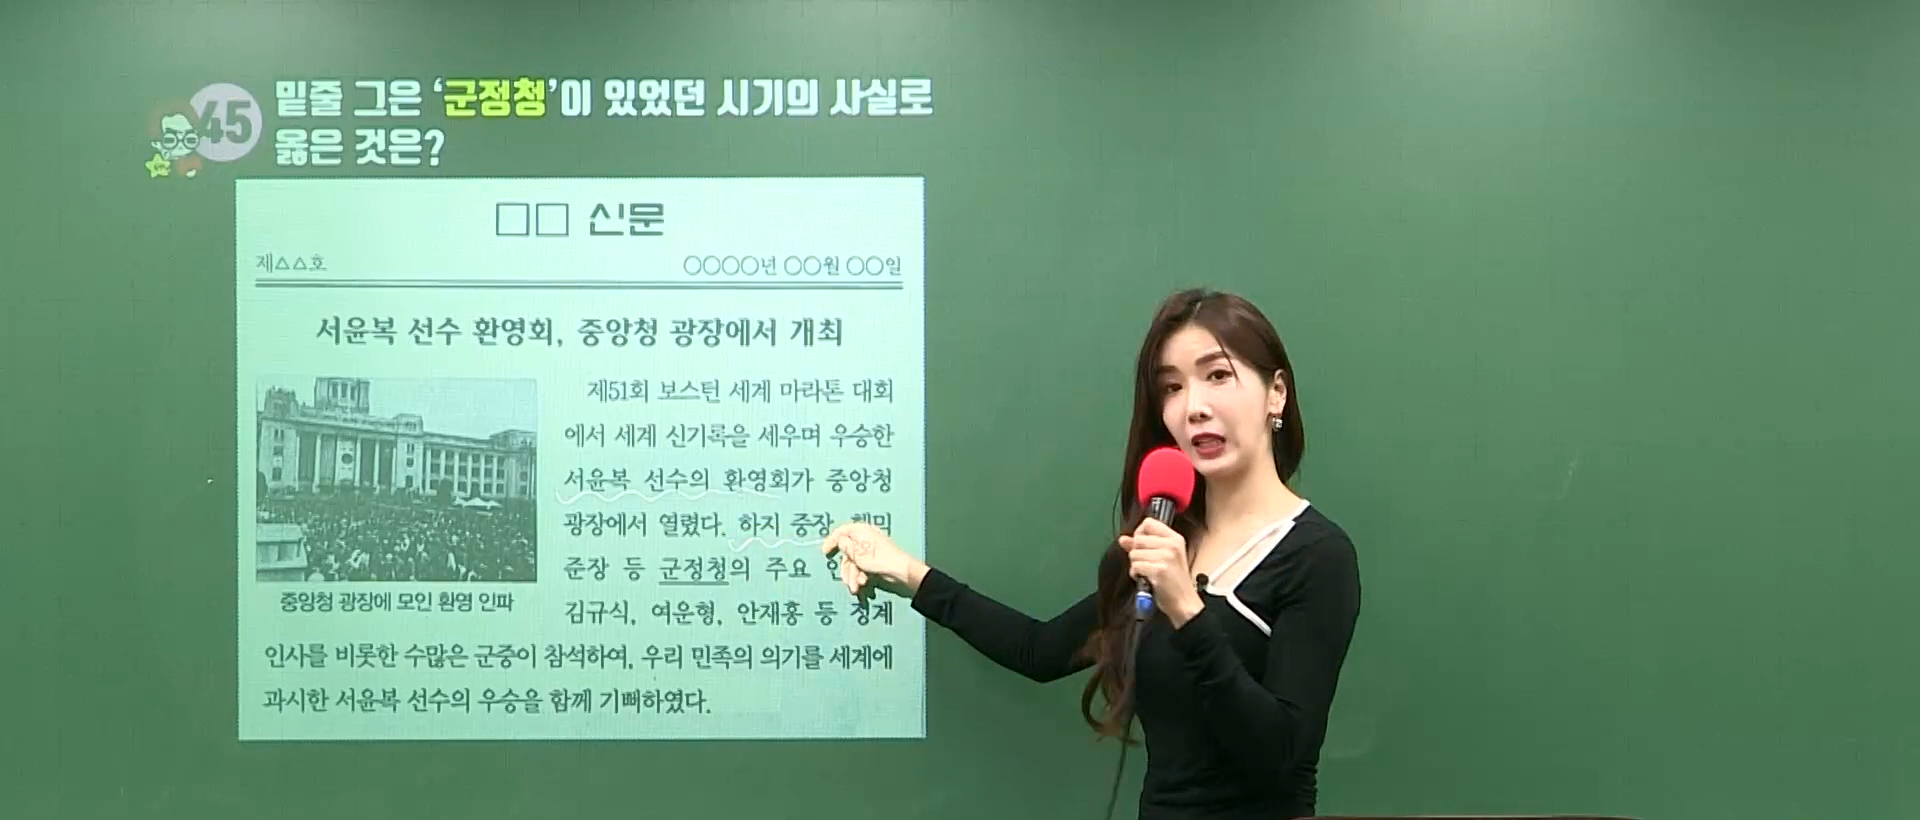 45
밑줄 그은 ‘군정청’이 있었던 시기의 사실로
옳은 것은?
□□ 신문
제△△호
○○○○년 ○○월 ○○일
서윤복 선수 환영회, 중앙청 광장에서 개최
제51회 보스턴 세계 마라톤 대회
에서 세계 신기록을 세우며 우승한
서윤복 선수의 환영회가 중앙청
광장에서 열렸다. 하지 중장,
준장 등 군정청의 주요
김규식, 여운형, 안재홍 등 정계
인사를 비롯한 수많은 군중이 참석하여, 우리 민족의 의기를 세계에
과시한 서윤복 선수의 우승을 함께 기뻐하였다.
중앙청 광장에 모인 환영 인파